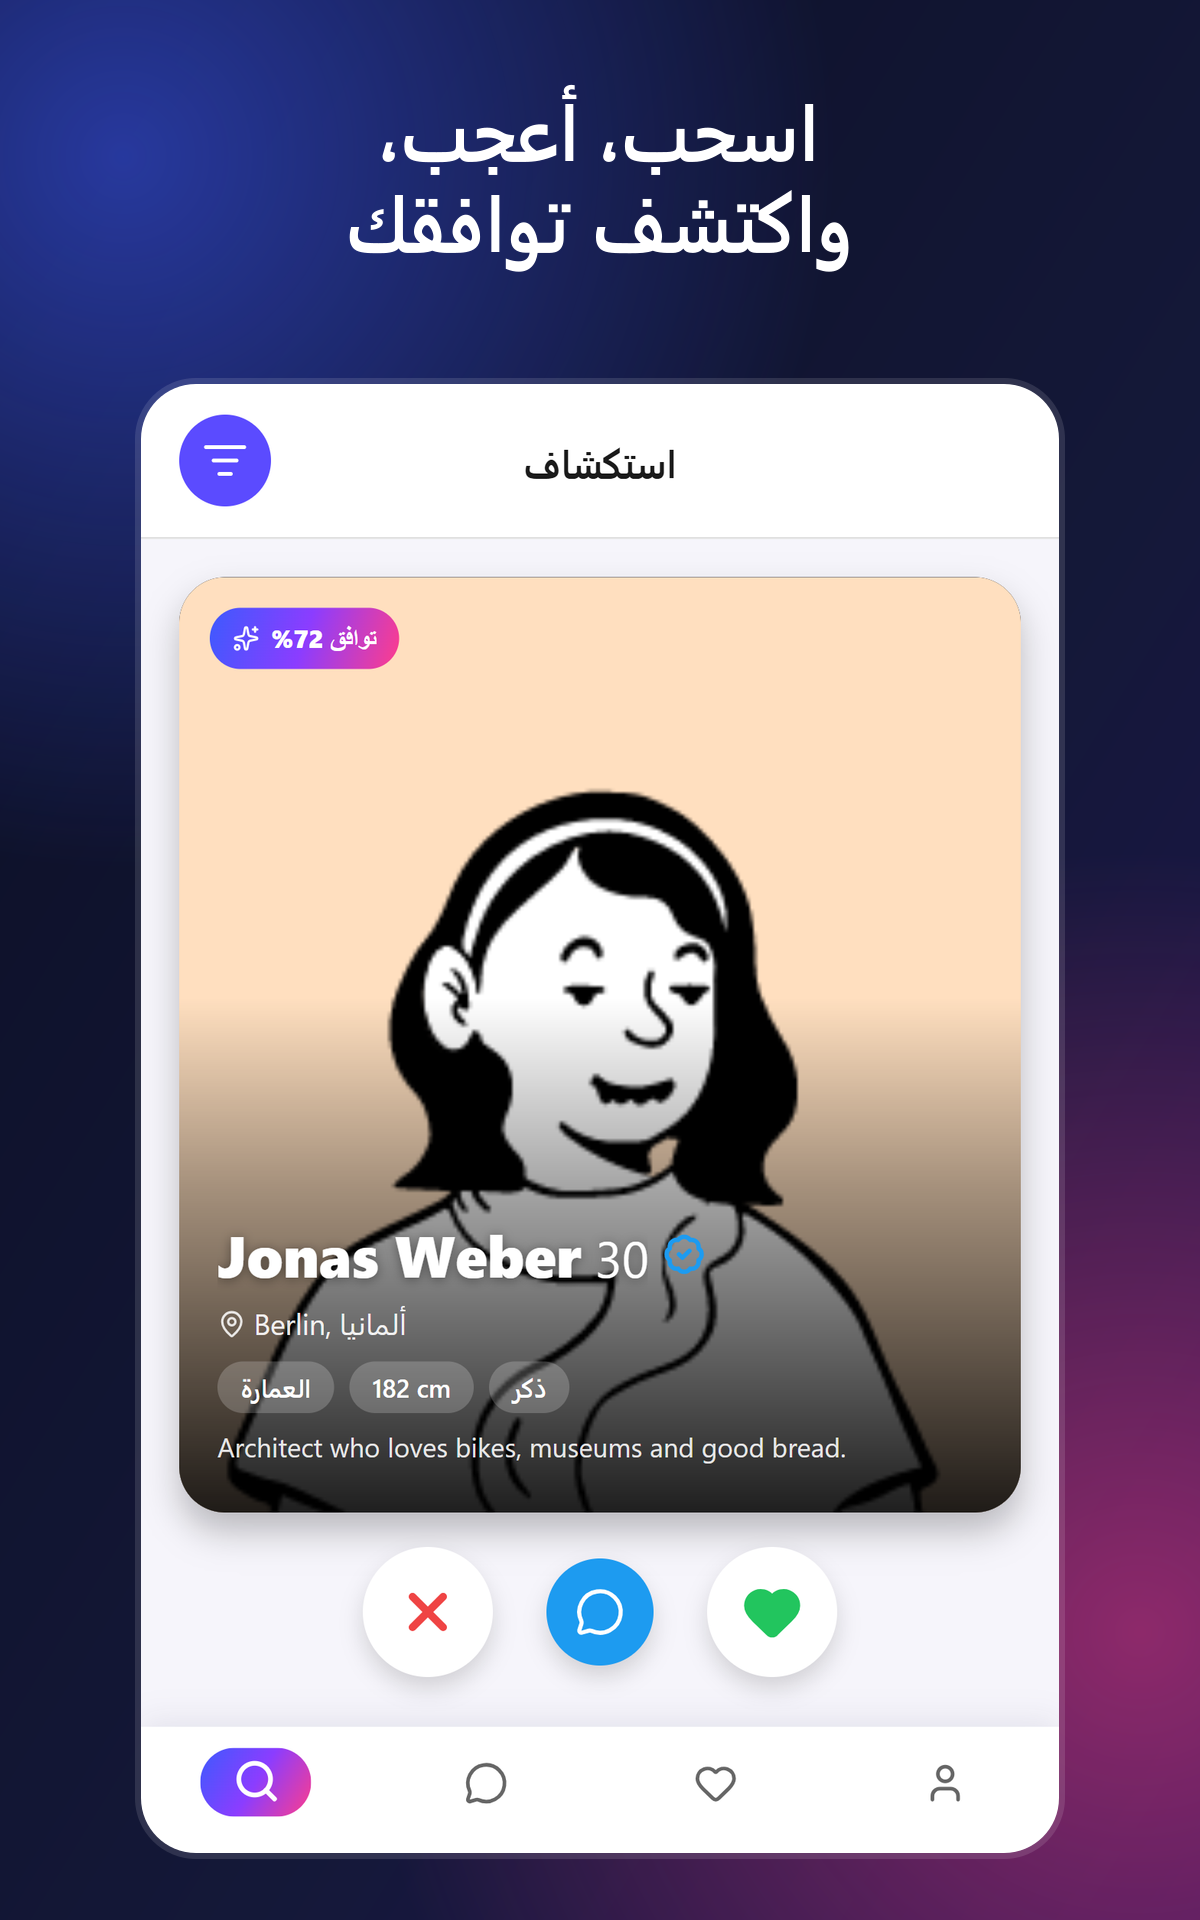 اسحب، أعجب،
واكتشف توافقك
استكشاف
توافق 72%
Jonas Weber 30
Berlin, ألمانيا
العمارة
182 cm
ذكر
Architect who loves bikes, museums and good bread.